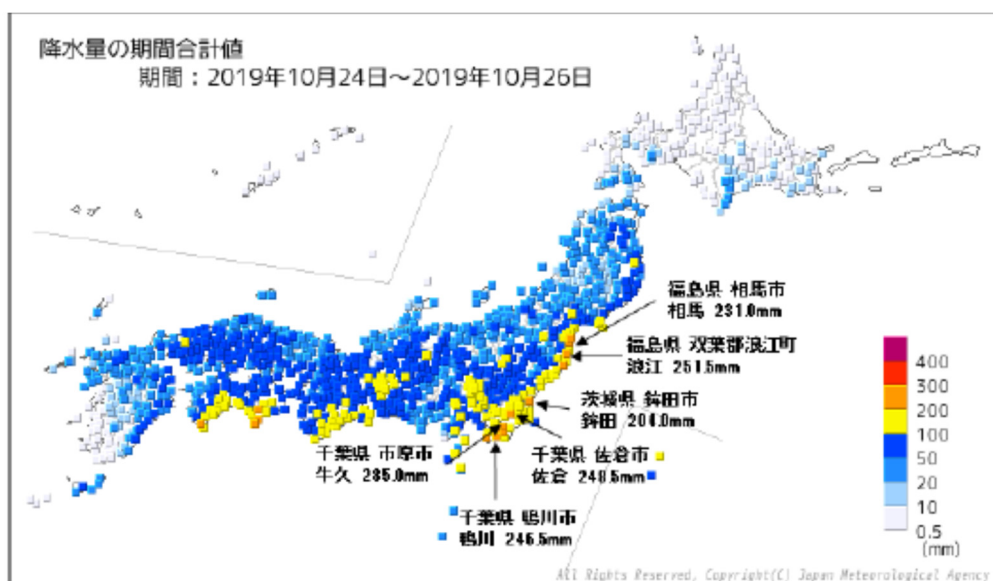 降水量の期間合計値
期間：2019年10月24日～2019年10月26日
福島県 相馬市
相馬 231.0mm
福島県 双葉郡浪江町
浪江 251.5mm
茨城県 鉾田市
鉾田 204.0mm
千葉県 佐倉市
佐倉 248.5mm
千葉県 市原市
牛久 285.0mm
千葉県 鴨川市
鴨川 246.5mm
400
300
200
100
50
20
10
0.5
(mm)
All Rights Reserved, Copyright(C) Japan Meteorological Agency